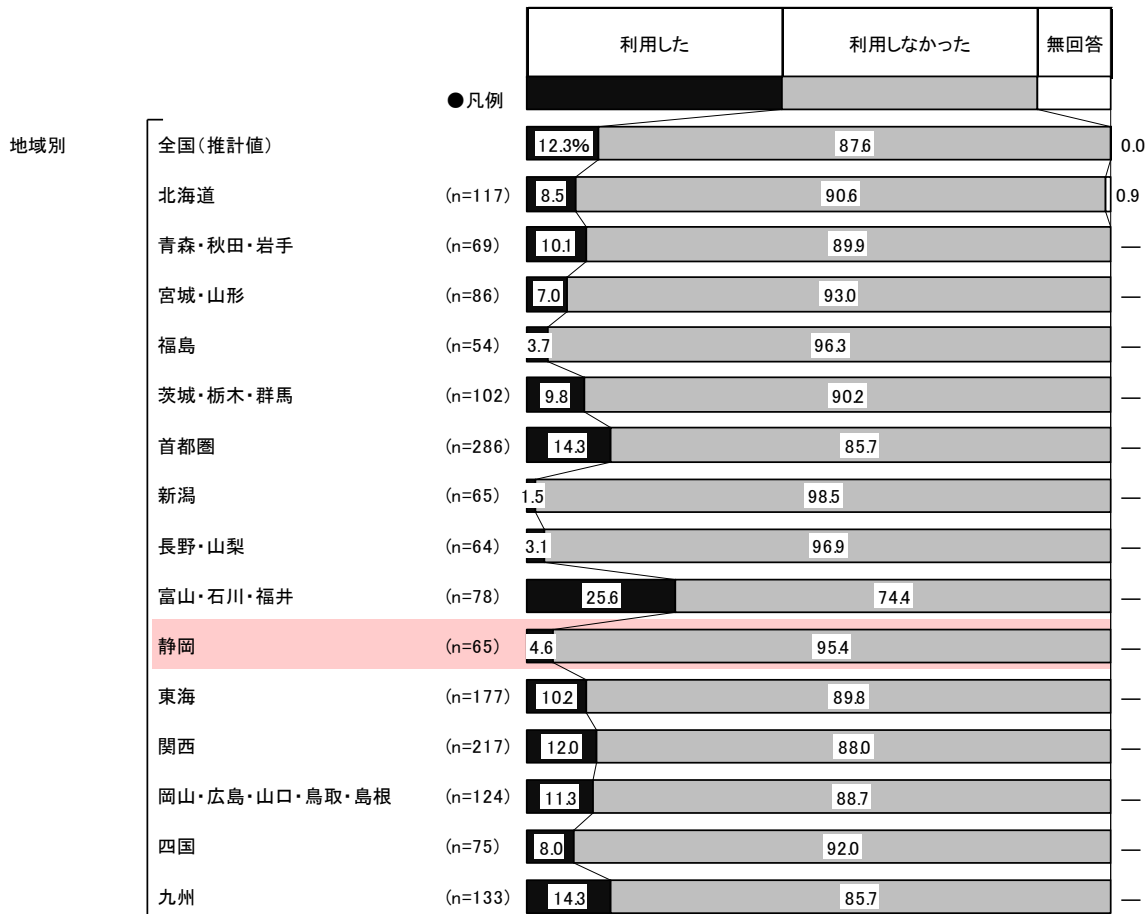 利用した 利用しなかった 無回答
●凡例
地域別 全国(推計値) 12.3% 87.6 0.0
北海道 (n=117) 8.5 90.6 0.9
青森・秋田・岩手 (n=69) 10.1 89.9 —
宮城・山形 (n=86) 7.0 93.0 —
福島 (n=54) 3.7 96.3 —
茨城・栃木・群馬 (n=102) 9.8 90.2 —
首都圏 (n=286) 14.3 85.7 —
新潟 (n=65) 1.5 98.5 —
長野・山梨 (n=64) 3.1 96.9 —
富山・石川・福井 (n=78) 25.6 74.4 —
静岡 (n=65) 4.6 95.4 —
東海 (n=177) 10.2 89.8 —
関西 (n=217) 12.0 88.0 —
岡山・広島・山口・鳥取・島根 (n=124) 11.3 88.7 —
四国 (n=75) 8.0 92.0 —
九州 (n=133) 14.3 85.7 —